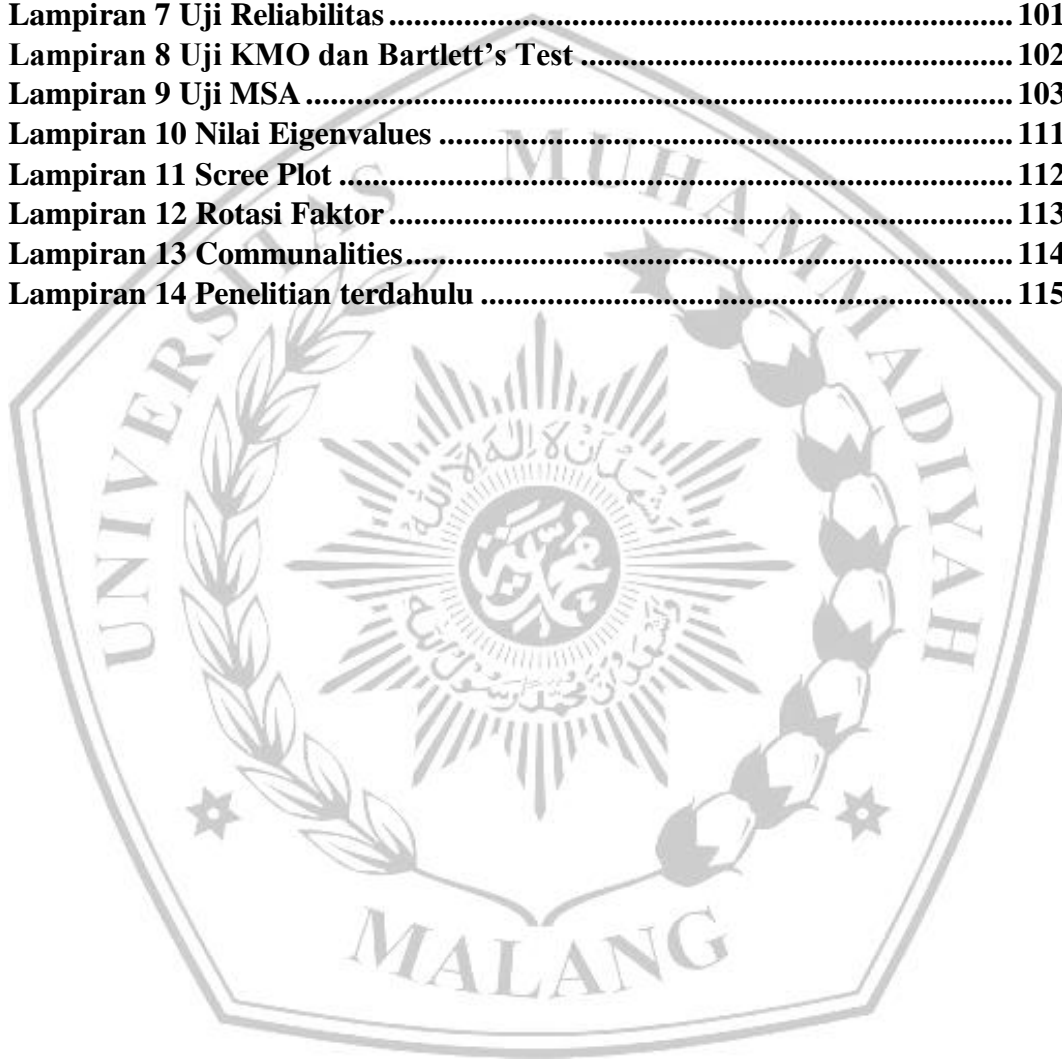 Lampiran 7 Uji Reliabilitas ........................................................................ 101
Lampiran 8 Uji KMO dan Bartlett’s Test .................................................. 102
Lampiran 9 Uji MSA .................................................................................. 103
Lampiran 10 Nilai Eigenvalues .................................................................. 111
Lampiran 11 Scree Plot .............................................................................. 112
Lampiran 12 Rotasi Faktor ........................................................................ 113
Lampiran 13 Communalities ...................................................................... 114
Lampiran 14 Penelitian terdahulu ............................................................. 115
UNIVERSITAS MUHAMMADIYAH
MALANG